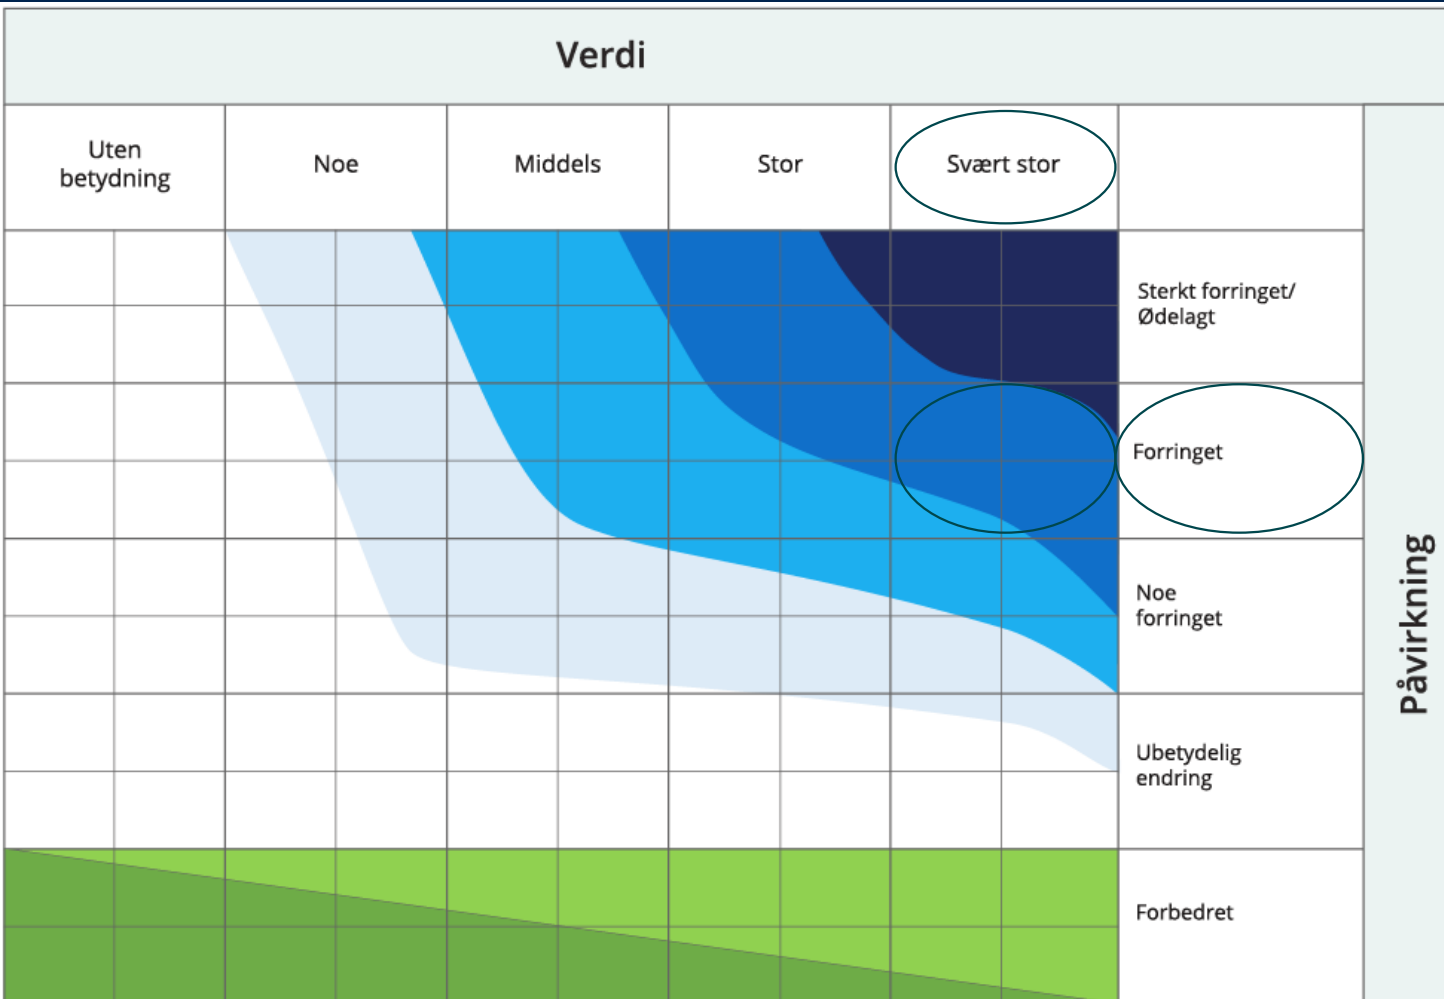 Verdi
Uten
betydning
Noe
Middels
Stor
Svært stor
Sterkt forringet/
Ødelagt
Forringet
Noe
forringet
Ubetydelig
endring
Forbedret
Påvirkning